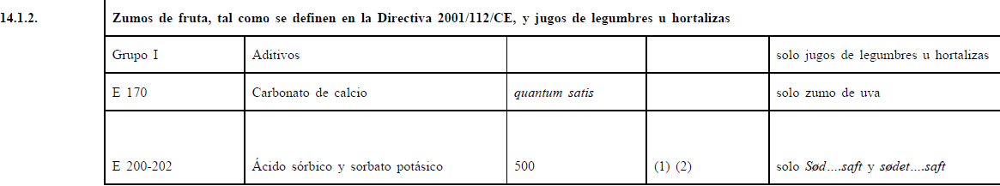 14.1.2. Zumos de fruta, tal como se definen en la Directiva 2001/112/CE, y jugos de legumbres u hortalizas
Grupo I Aditivos solo jugos de legumbres u hortalizas
E 170 Carbonato de calcio quantum satis solo zumo de uva
E 200-202 Ácido sórbico y sorbato potásico 500 (1) (2) solo Sød….saft y sødet….saft